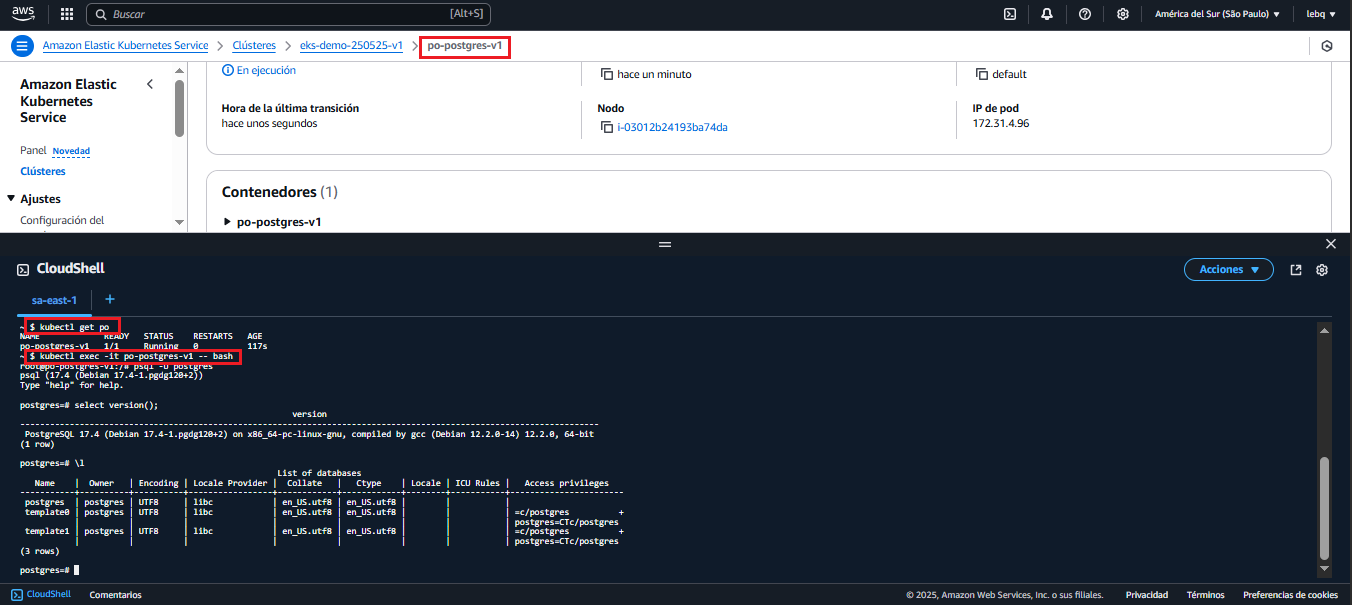 aws
Buscar [Alt+S] América del Sur (São Paulo) ▼ lebq ▼
Amazon Elastic Kubernetes Service > Clústeres > eks-demo-250525-v1 > po-postgres-v1
Amazon Elastic Kubernetes Service
Panel Novedad
Clústeres
Ajustes
Configuración del
En ejecución
hace un minuto
default
Hora de la última transición
hace unos segundos
Nodo
i-03012b24193ba74da
IP de pod
172.31.4.96
Contenedores (1)
po-postgres-v1
CloudShell
Acciones ▼
sa-east-1 +
~ $ kubectl get po
NAME             READY   STATUS    RESTARTS   AGE
po-postgres-v1   1/1     Running   0          117s
~ $ kubectl exec -it po-postgres-v1 -- bash
root@po-postgres-v1:/# psql -U postgres
psql (17.4 (Debian 17.4-1.pgdg120+2))
Type "help" for help.
postgres=# select version();
version
---------------------------------------------------------------------------------------------------------------------
PostgreSQL 17.4 (Debian 17.4-1.pgdg120+2) on x86_64-pc-linux-gnu, compiled by gcc (Debian 12.2.0-14) 12.2.0, 64-bit
(1 row)
postgres=# \l
List of databases
Name | Owner | Encoding | Locale Provider | Collate | Ctype | Locale | ICU Rules | Access privileges
-----------+----------+----------+-----------------+------------+------------+--------+-----------+-----------------------
postgres | postgres | UTF8 | libc | en_US.utf8 | en_US.utf8 | | |
template0 | postgres | UTF8 | libc | en_US.utf8 | en_US.utf8 | | | =c/postgres +
| | | | | | | | postgres=CTc/postgres
template1 | postgres | UTF8 | libc | en_US.utf8 | en_US.utf8 | | | =c/postgres +
| | | | | | | | postgres=CTc/postgres
(3 rows)
postgres=#
CloudShell Comentarios © 2025, Amazon Web Services, Inc. o sus filiales. Privacidad Términos Preferencias de cookies